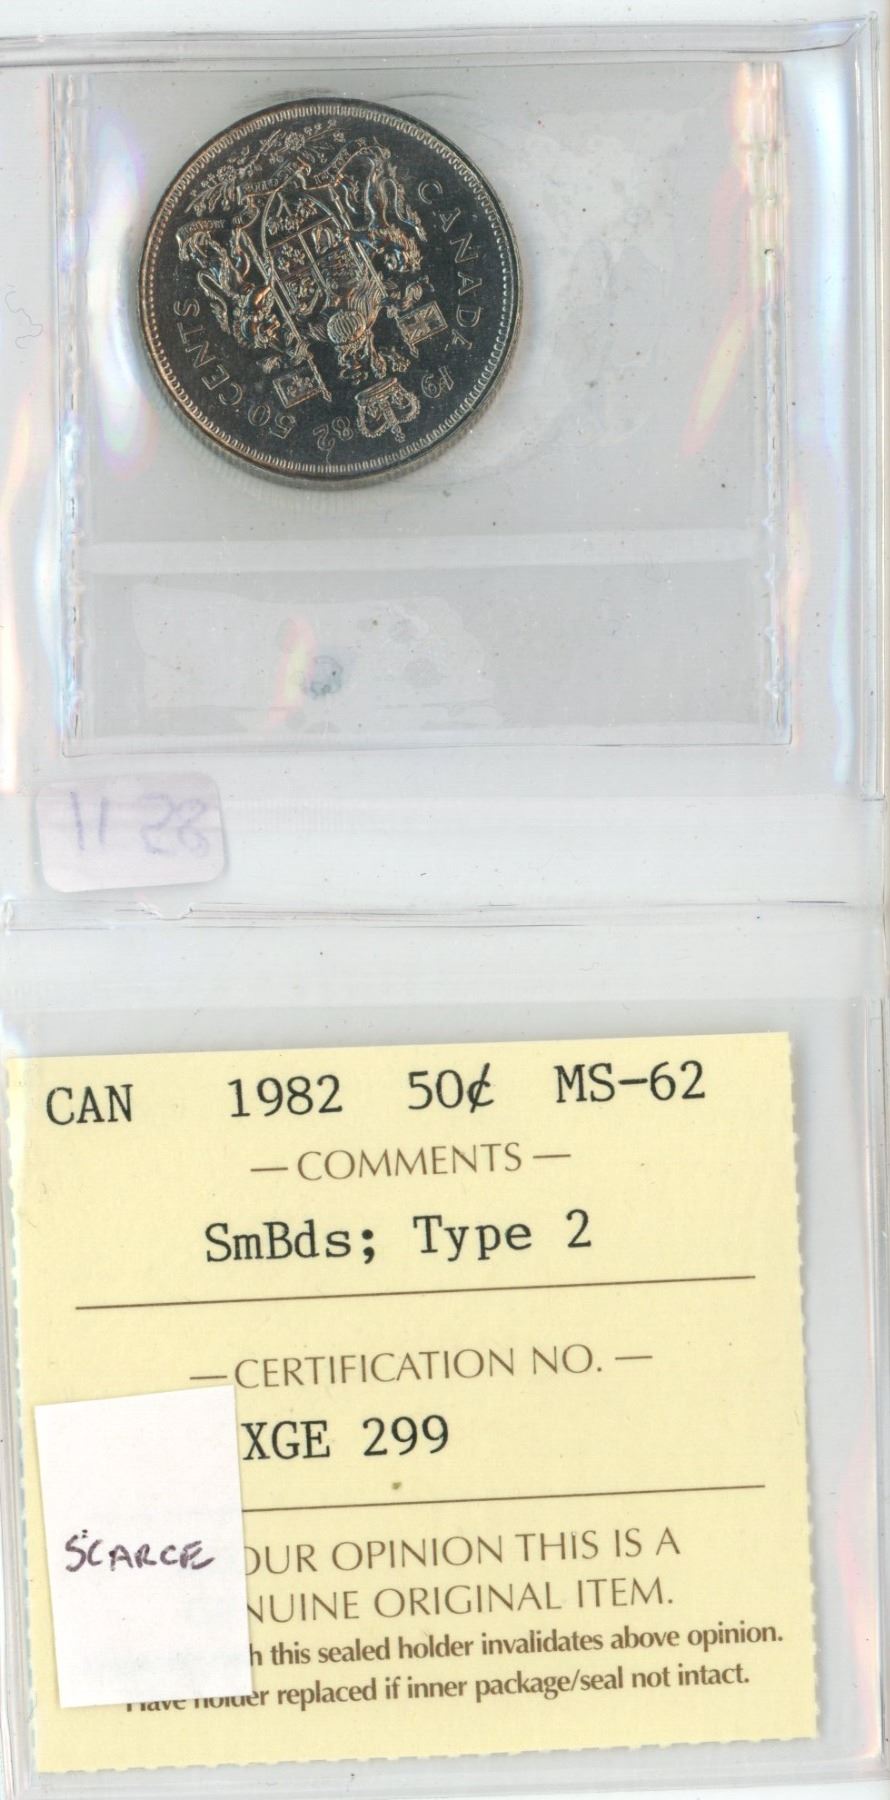 CANADA 1982
50 CENTS
CAN 1982 50¢ MS-62
— COMMENTS —
SmBds; Type 2
— CERTIFICATION NO. —
XGE 299
SCARCE
OUR OPINION THIS IS A
NUINE ORIGINAL ITEM.
h this sealed holder invalidates above opinion.
Have holder replaced if inner package/seal not intact.